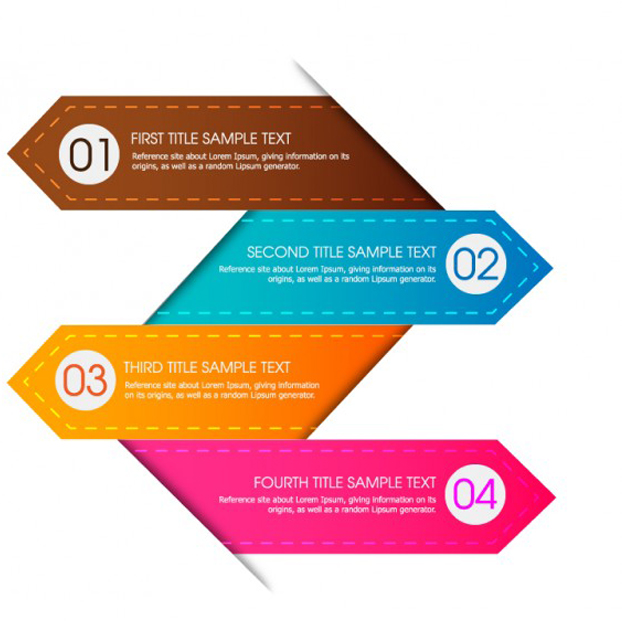 01
FIRST TITLE SAMPLE TEXT
Reference sample about Lorem Ipsum, giving information on its
origins, as well as a random Lipsum generator.
SECOND TITLE SAMPLE TEXT
02
Reference sample about Lorem Ipsum, giving information
on its origins, as well as a random Lipsum generator.
03
THIRD TITLE SAMPLE TEXT
Reference sample about Lorem Ipsum, giving information
on its origins, as well as a random Lipsum generator.
FOURTH TITLE SAMPLE TEXT
04
Reference sample about Lorem Ipsum, giving information
on its origins, as well as a random Lipsum generator.